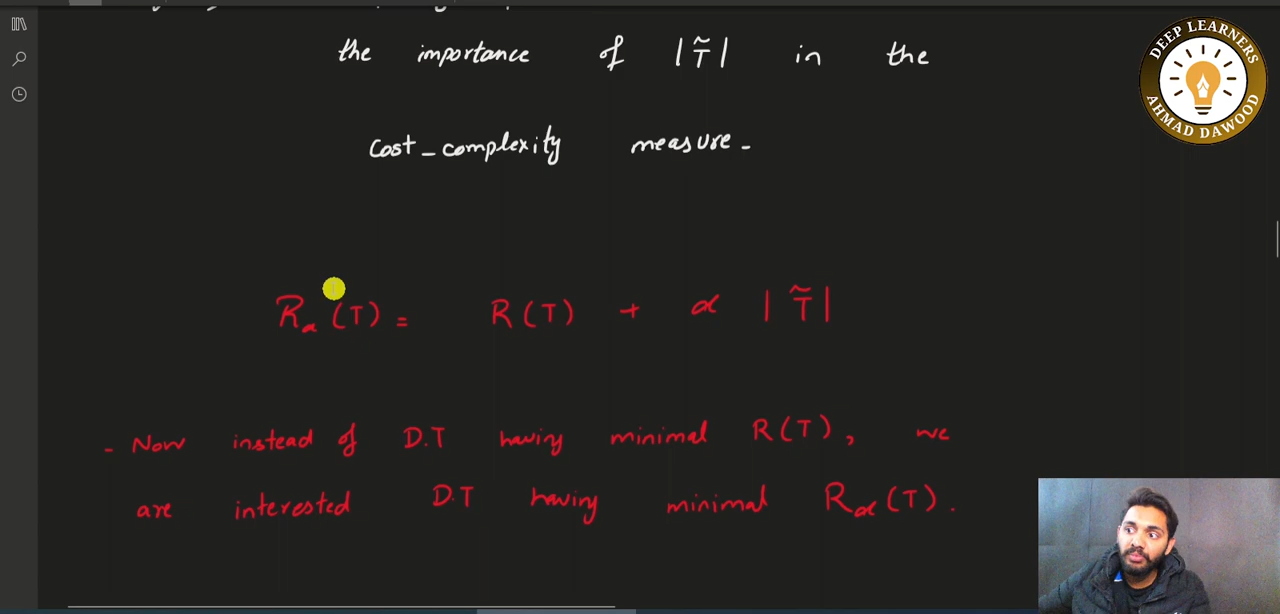 the importance of |T̃| in the
cost-complexity measure-
Rα(T) = R(T) + α |T̃|
- Now instead of D.T having minimal R(T), we
are interested D.T having minimal Rα(T).
DEEP LEARNERS
AHMAD DAWOOD